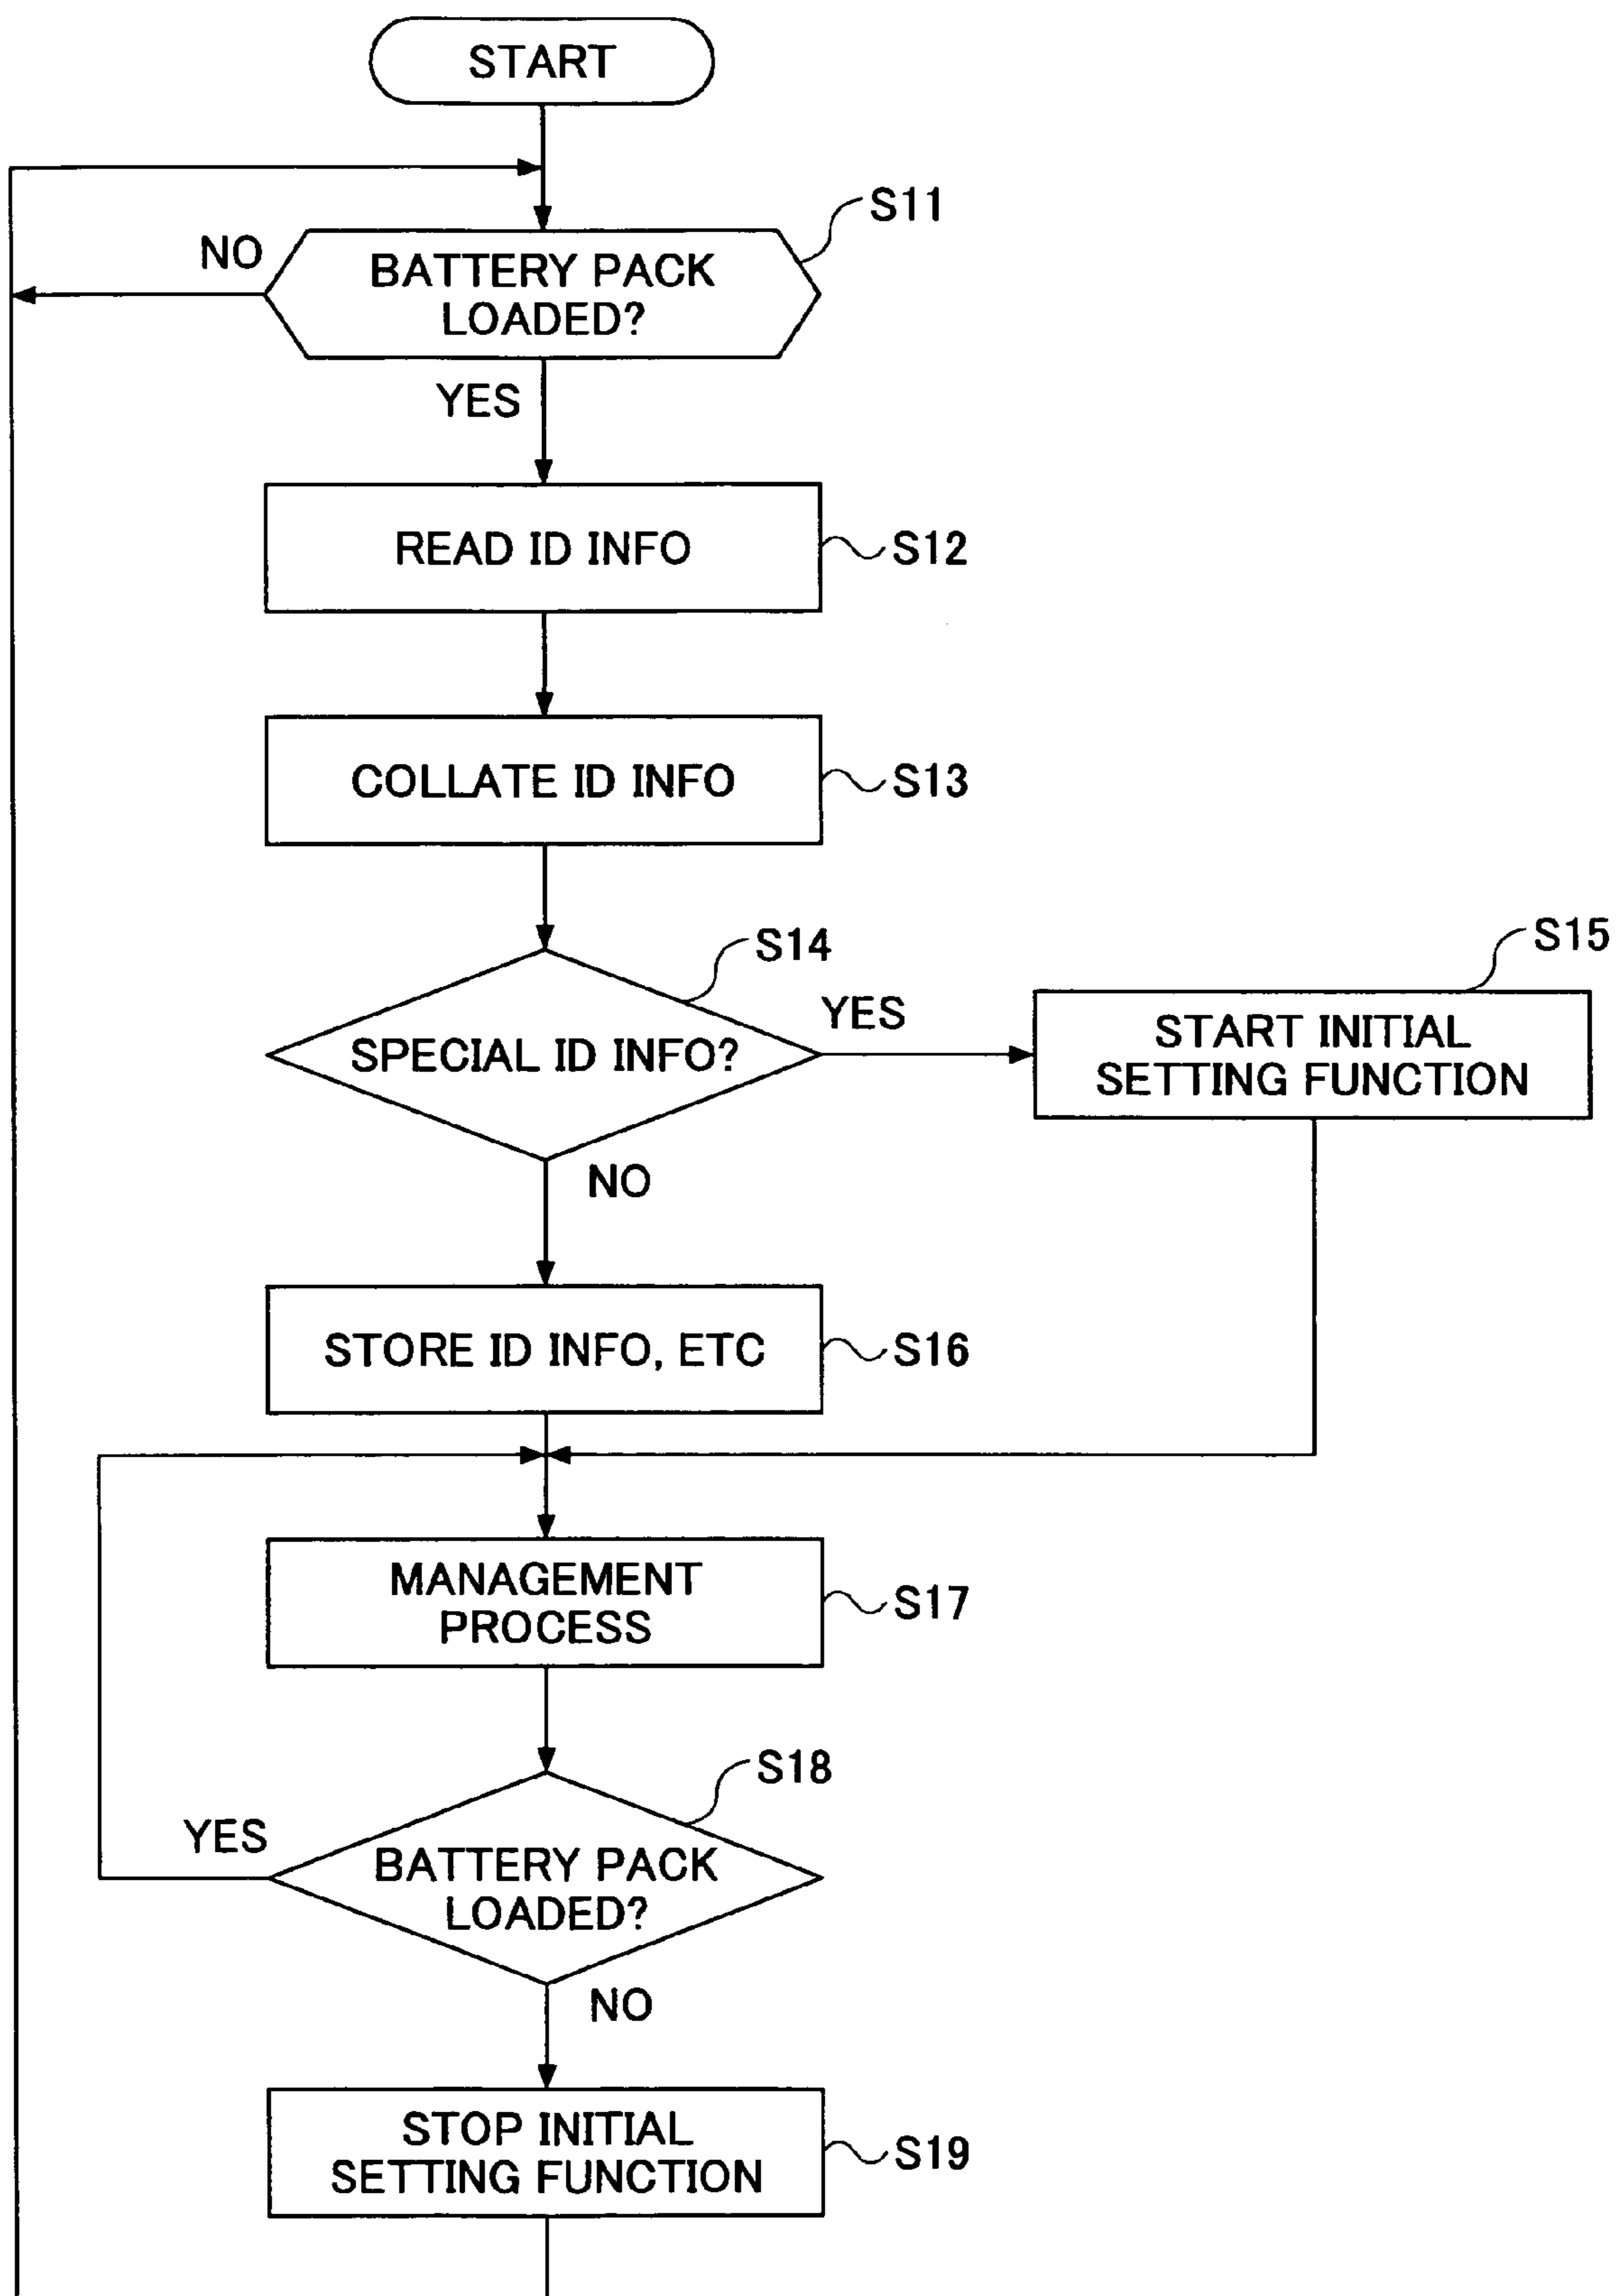 START
S11
NO
BATTERY PACK
LOADED?
YES
READ ID INFO
S12
COLLATE ID INFO
S13
S14
S15
SPECIAL ID INFO?
YES
START INITIAL
SETTING FUNCTION
NO
STORE ID INFO, ETC
S16
MANAGEMENT
PROCESS
S17
S18
YES
BATTERY PACK
LOADED?
NO
STOP INITIAL
SETTING FUNCTION
S19